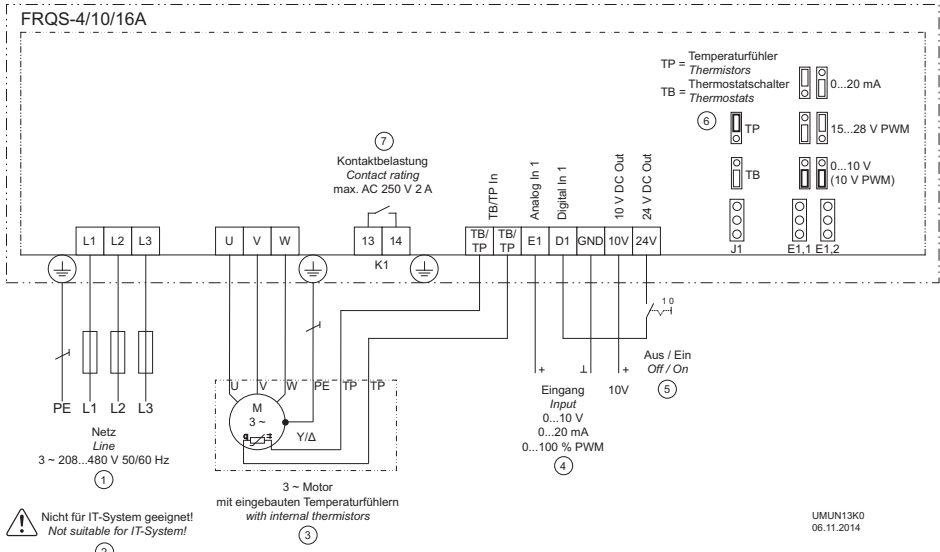 FRQS-4/10/16A
TP = Temperaturfühler
Thermistors
TB = Thermostatschalter
Thermostats
0...20 mA
6
TP
15...28 V PWM
TB
0...10 V
(10 V PWM)
J1
E1,1 E1,2
7
Kontaktbelastung
Contact rating
max. AC 250 V 2 A
TB/TP In
Analog In 1
Digital In 1
10 V DC Out
24 V DC Out
L1 L2 L3
U V W
13 14
K1
TB/TP TB/TP E1 D1 GND 10V 24V
1 0
Aus / Ein
Off / On
5
PE L1 L2 L3
Netz
Line
3 ~ 208...480 V 50/60 Hz
1
U V W PE TP TP
M
3 ~
Y/Δ
3 ~ Motor
mit eingebauten Temperaturfühlern
with internal thermistors
3
+ ⊥ +
Eingang
Input
0...10 V
0...20 mA
0...100 % PWM
4
10V
Nicht für IT-System geeignet!
Not suitable for IT-System!
2
UMUN13K0
06.11.2014